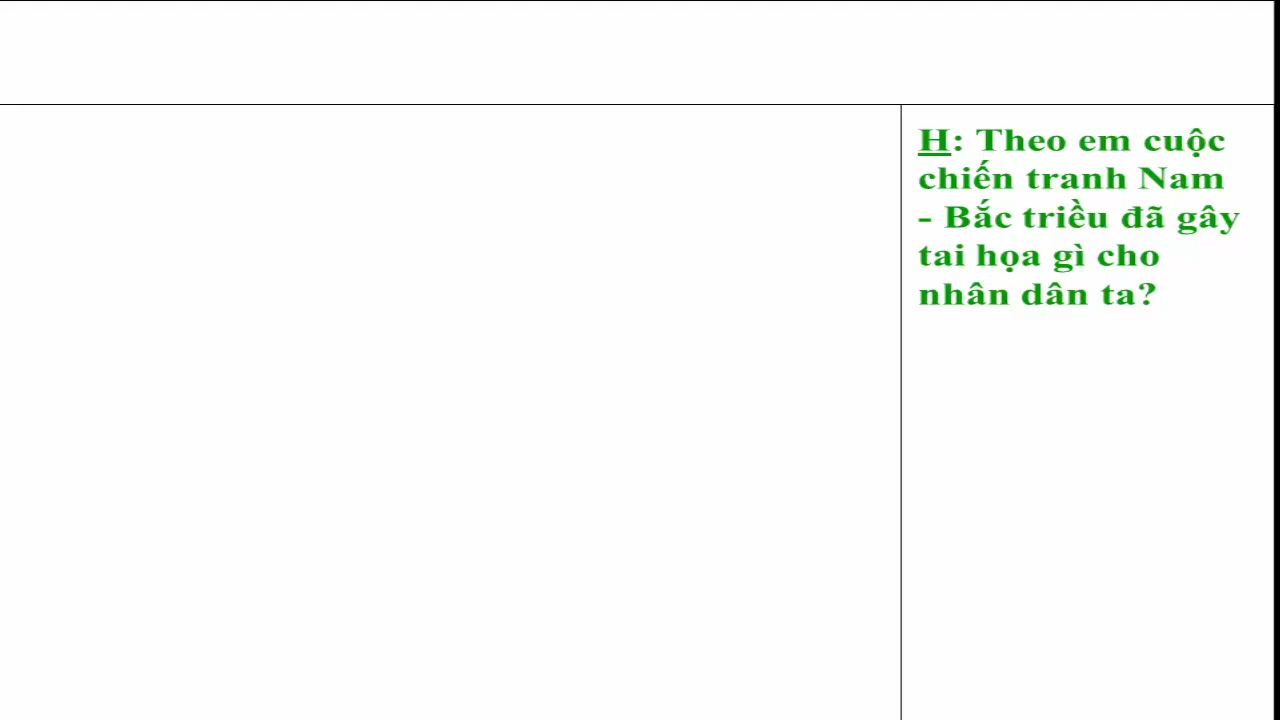 H: Theo em cuộc
chiến tranh Nam
- Bắc triều đã gây
tai họa gì cho
nhân dân ta?